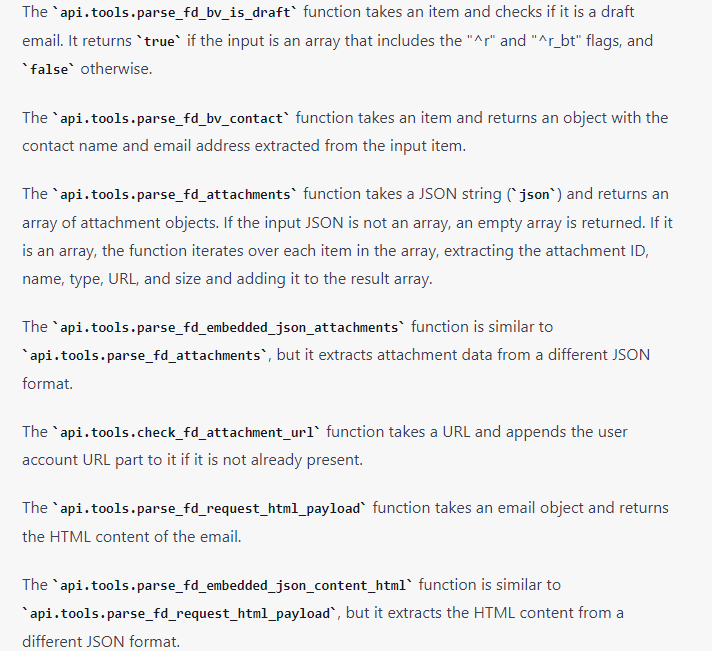 The `api.tools.parse_fd_bv_is_draft` function takes an item and checks if it is a draft
email. It returns `true` if the input is an array that includes the "^r" and "^r_bt" flags, and
`false` otherwise.
The `api.tools.parse_fd_bv_contact` function takes an item and returns an object with the
contact name and email address extracted from the input item.
The `api.tools.parse_fd_attachments` function takes a JSON string (`json`) and returns an
array of attachment objects. If the input JSON is not an array, an empty array is returned. If it
is an array, the function iterates over each item in the array, extracting the attachment ID,
name, type, URL, and size and adding it to the result array.
The `api.tools.parse_fd_embedded_json_attachments` function is similar to
`api.tools.parse_fd_attachments`, but it extracts attachment data from a different JSON
format.
The `api.tools.check_fd_attachment_url` function takes a URL and appends the user
account URL part to it if it is not already present.
The `api.tools.parse_fd_request_html_payload` function takes an email object and returns
the HTML content of the email.
The `api.tools.parse_fd_embedded_json_content_html` function is similar to
`api.tools.parse_fd_request_html_payload`, but it extracts the HTML content from a
different JSON format.